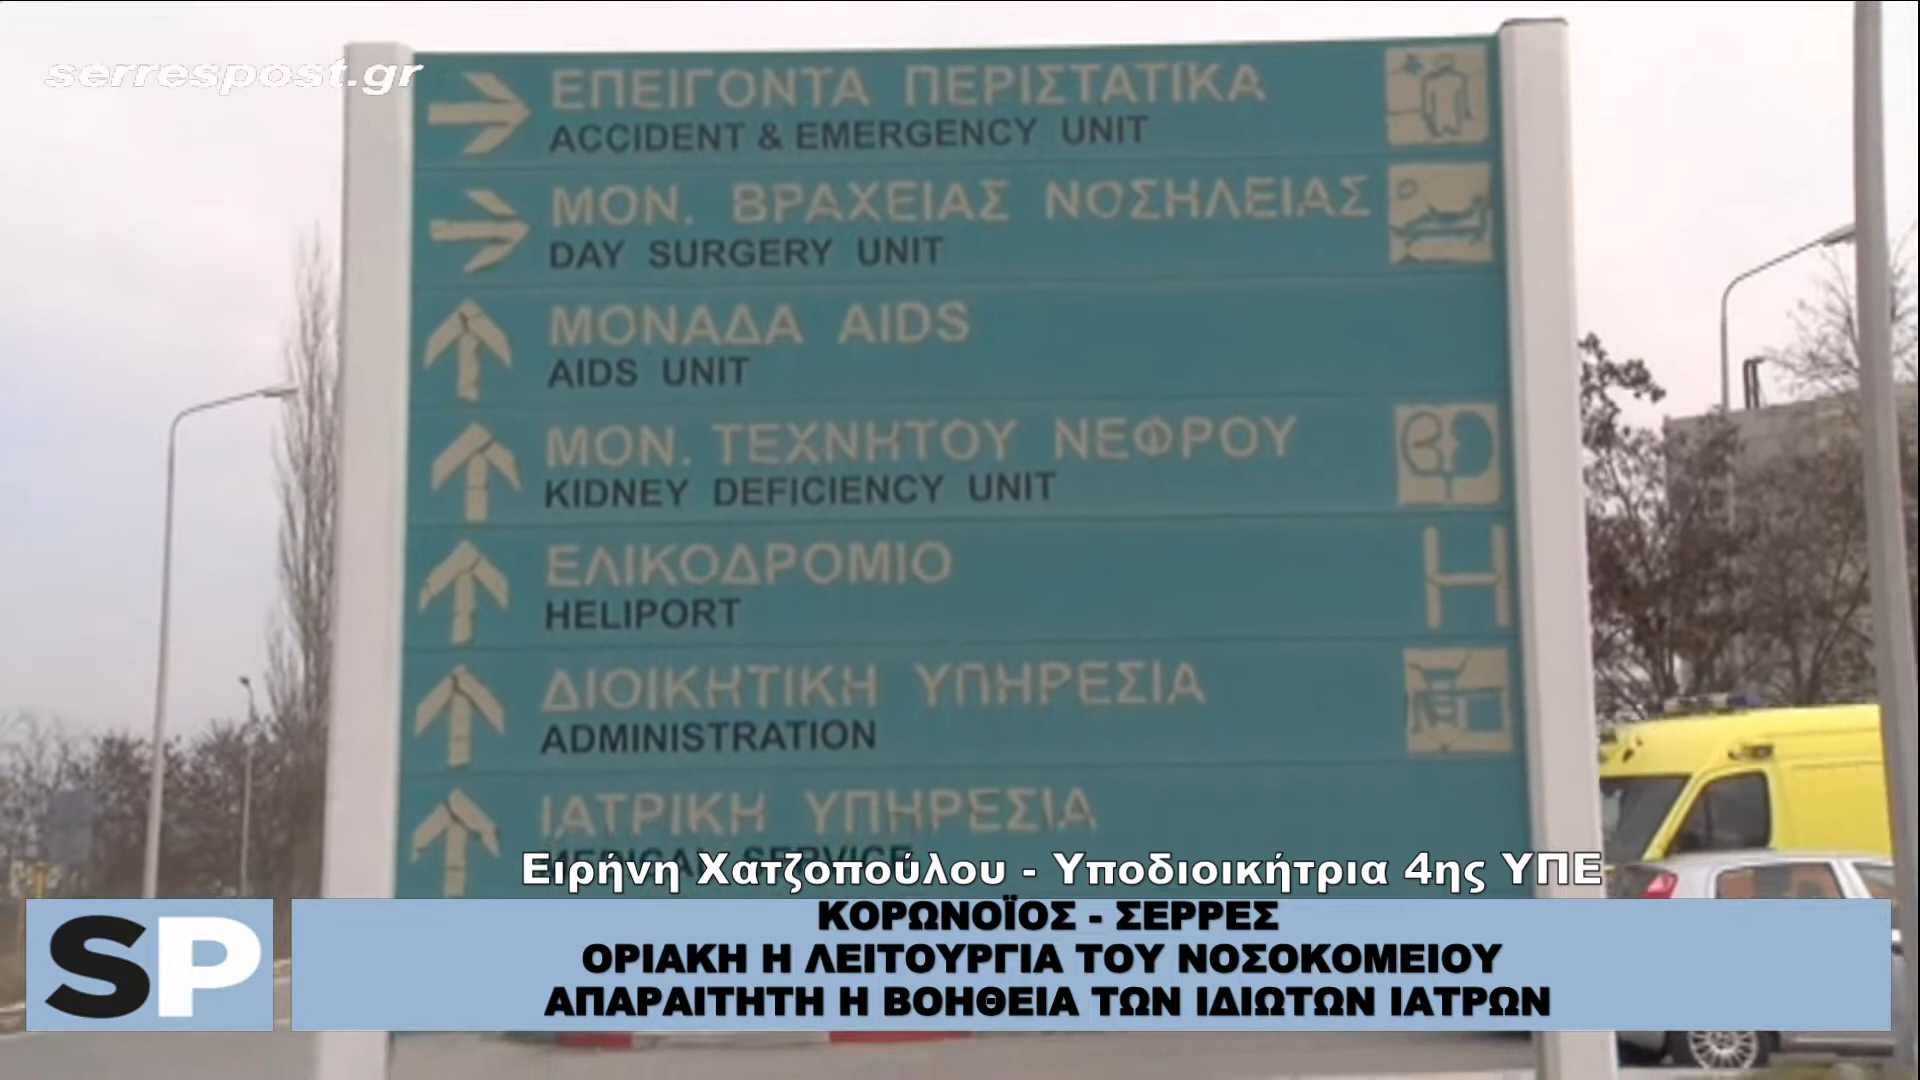 serrespost.gr
ΕΠΕΙΓΟΝΤΑ ΠΕΡΙΣΤΑΤΙΚΑ
ACCIDENT & EMERGENCY UNIT
ΜΟΝ. ΒΡΑΧΕΙΑΣ ΝΟΣΗΛΕΙΑΣ
DAY SURGERY UNIT
ΜΟΝΑΔΑ AIDS
AIDS UNIT
ΜΟΝ. ΤΕΧΝΗΤΟΥ ΝΕΦΡΟΥ
KIDNEY DEFICIENCY UNIT
ΕΛΙΚΟΔΡΟΜΙΟ
HELIPORT
H
ΔΙΟΙΚΗΤΙΚΗ ΥΠΗΡΕΣΙΑ
ADMINISTRATION
ΙΑΤΡΙΚΗ ΥΠΗΡΕΣΙΑ
MEDICAL SERVICE
Ειρήνη Χατζοπούλου - Υποδιοικήτρια 4ης ΥΠΕ
SP
ΚΟΡΩΝΟΪΟΣ - ΣΕΡΡΕΣ
ΟΡΙΑΚΗ Η ΛΕΙΤΟΥΡΓΙΑ ΤΟΥ ΝΟΣΟΚΟΜΕΙΟΥ
ΑΠΑΡΑΙΤΗΤΗ Η ΒΟΗΘΕΙΑ ΤΩΝ ΙΔΙΩΤΩΝ ΙΑΤΡΩΝ